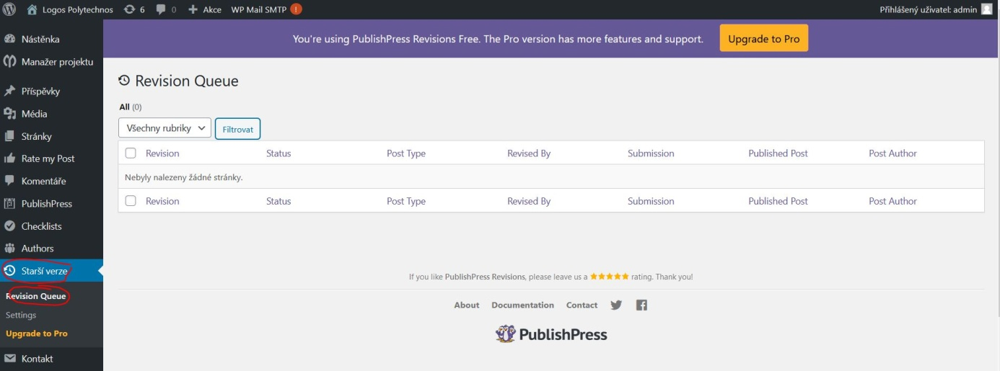 Logos Polytechnos 6 0 Akce WP Mail SMTP ! Přihlášený uživatel: admin
You're using PublishPress Revisions Free. The Pro version has more features and support. Upgrade to Pro
Nástěnka
Manažer projektu
Příspěvky
Média
Stránky
Rate my Post
Komentáře
PublishPress
Checklists
Authors
Starší verze
Revision Queue
Settings
Upgrade to Pro
Kontakt
Revision Queue
All (0)
Všechny rubriky Filtrovat
Revision Status Post Type Revised By Submission Published Post Post Author
Nebyly nalezeny žádné stránky.
Revision Status Post Type Revised By Submission Published Post Post Author
If you like PublishPress Revisions, please leave us a ★★★★★ rating. Thank you!
About Documentation Contact
PublishPress